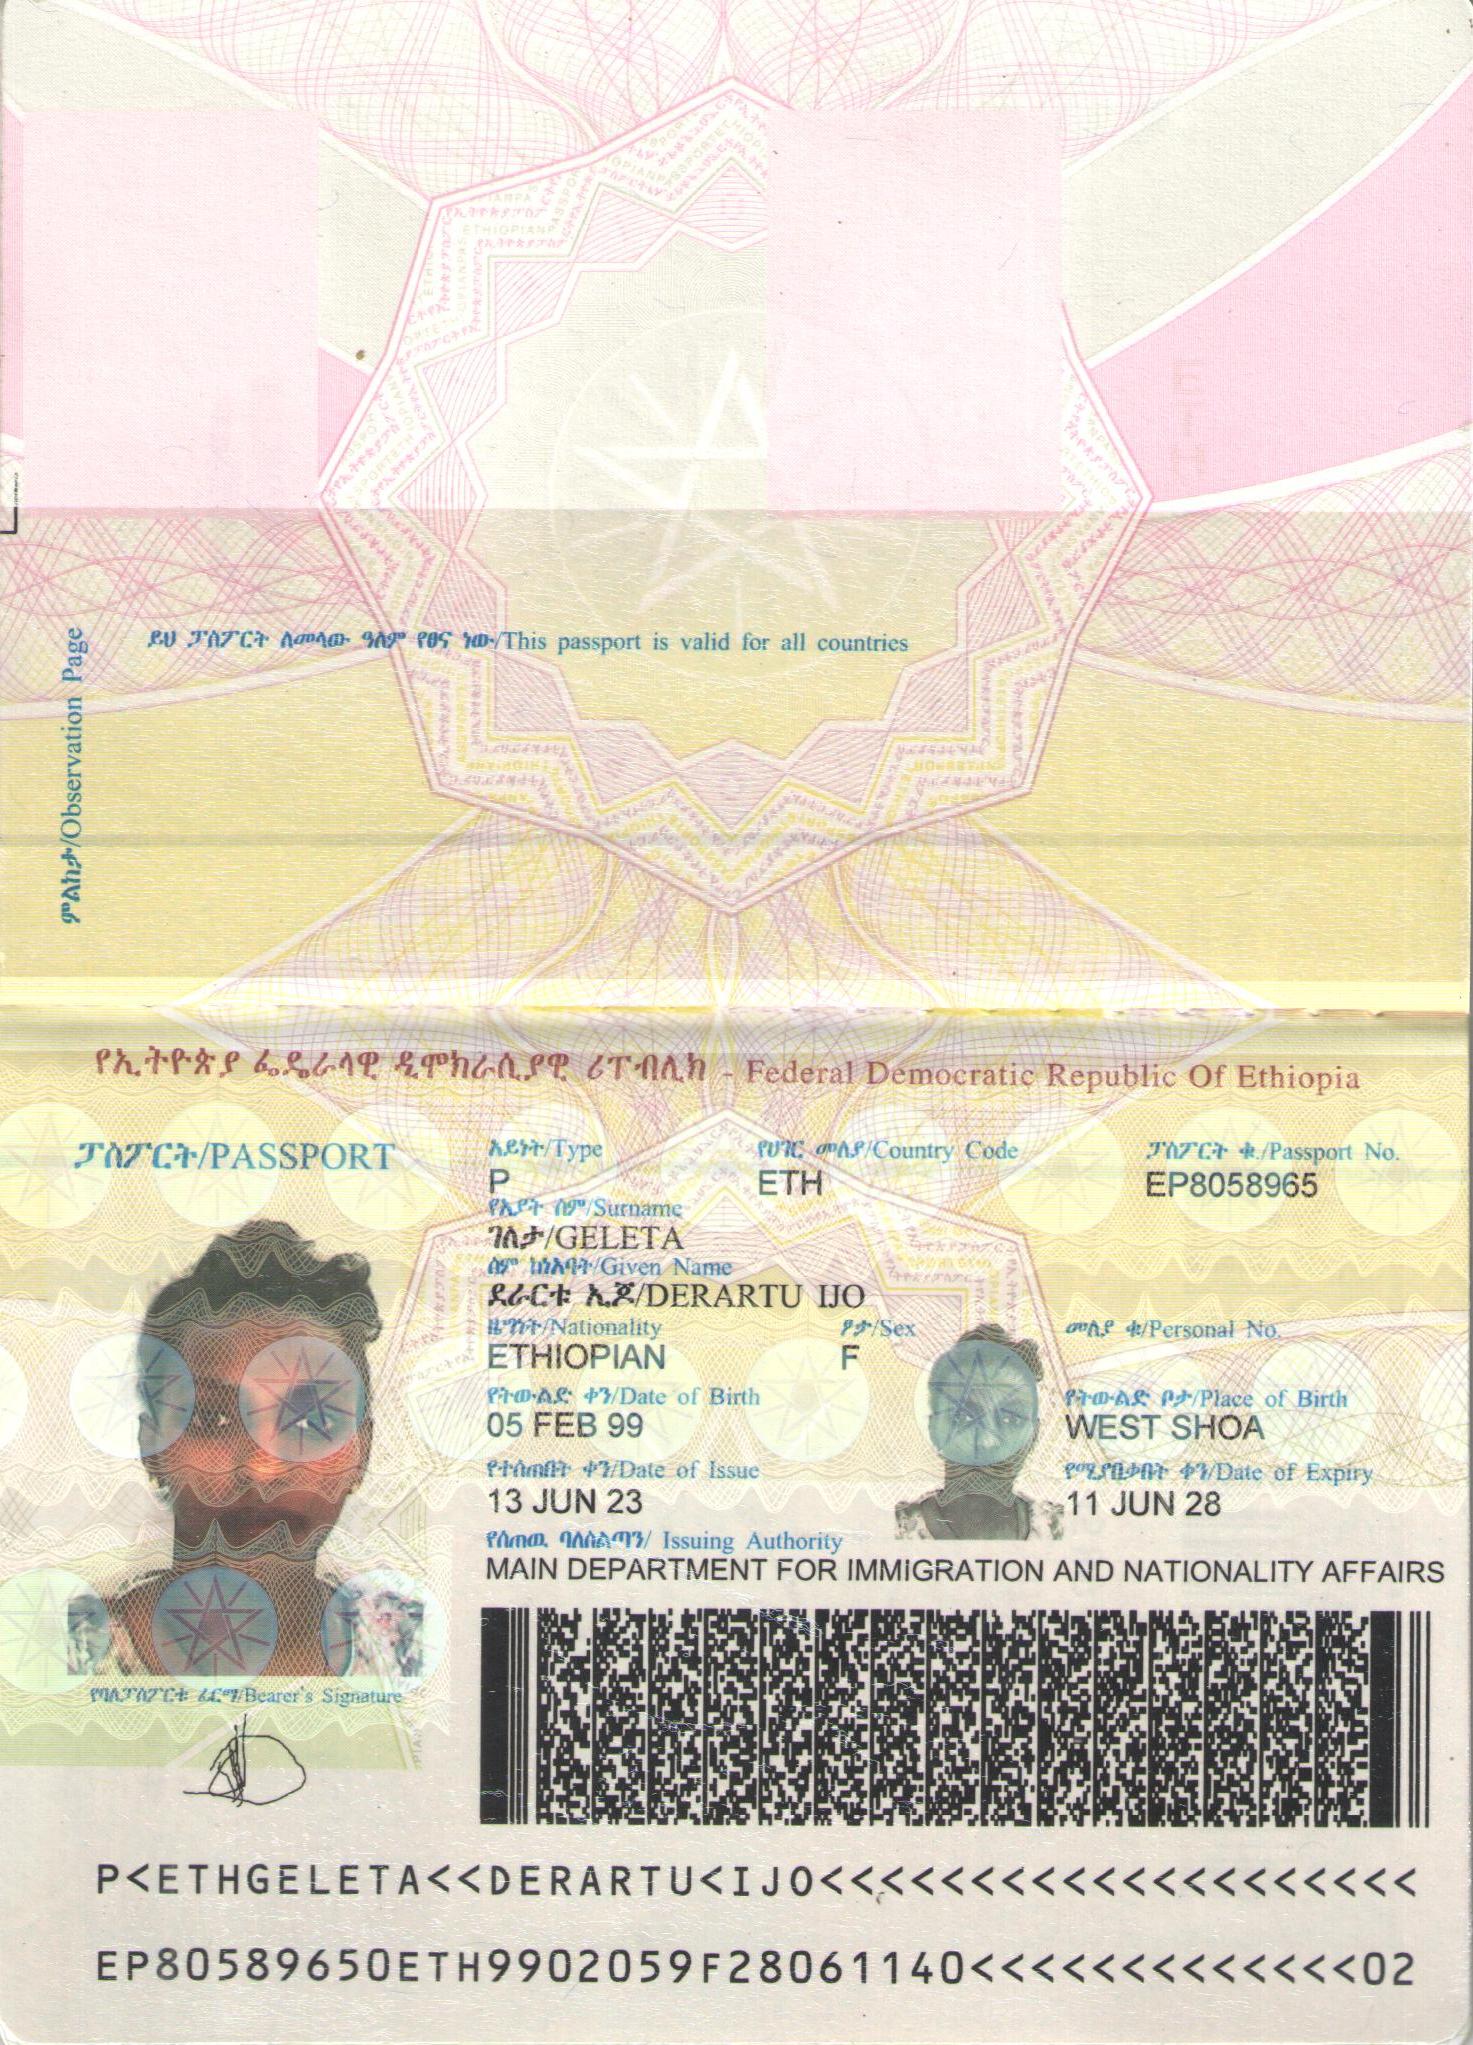 ምልከታ/Observation Page
ይህ ፓስፖርት ለመላው ዓለም የፀና ነው/This passport is valid for all countries
የኢትዮጵያ ፌዴራላዊ ዲሞክራሲያዊ ሪፐብሊክ - Federal Democratic Republic Of Ethiopia
ፓስፖርት/PASSPORT
አይነት/Type
የሀገር መለያ/Country Code
ፓስፖርት ቁ./Passport No.
P
ETH
EP8058965
የአያት ስም/Surname
ገለታ/GELETA
ስም ከነአባት/Given Name
ደራርቱ ኢጆ/DERARTU IJO
ዜግነት/Nationality
ፆታ/Sex
መለያ ቁ/Personal No.
ETHIOPIAN
F
የትውልድ ቀን/Date of Birth
የትውልድ ቦታ/Place of Birth
05 FEB 99
WEST SHOA
የተሰጠበት ቀን/Date of Issue
የሚያበቃበት ቀን/Date of Expiry
13 JUN 23
11 JUN 28
የሰጠዉ ባለስልጣን/ Issuing Authority
MAIN DEPARTMENT FOR IMMIGRATION AND NATIONALITY AFFAIRS
የባለፓስፖርቱ ፊርማ/Bearer's Signature
P<ETHGELETA<<DERARTU<IJO<<<<<<<<<<<<<<<<<<<<
EP80589650ETH9902059F28061140<<<<<<<<<<<<<02